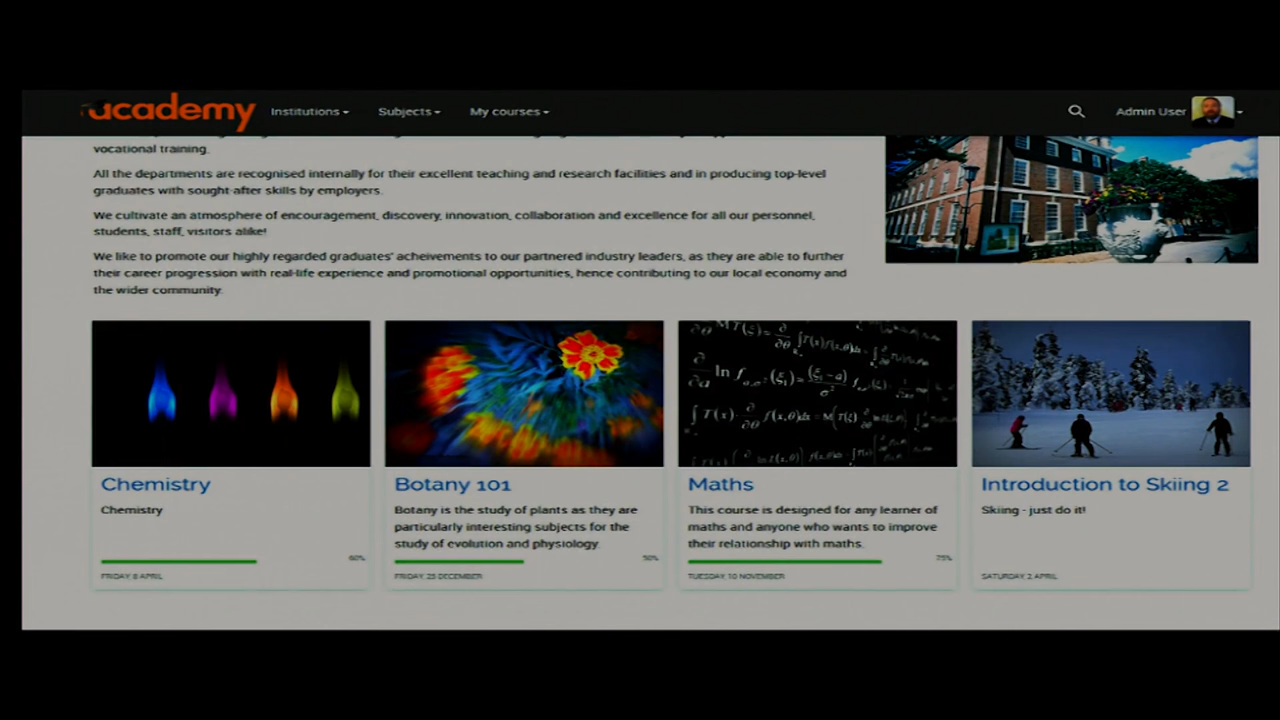 academy
Institutions
Subjects
My courses
Admin User
vocational training.
All the departments are recognised internally for their excellent teaching and research facilities and in producing top-level
graduates with sought-after skills by employers.
We cultivate an atmosphere of encouragement, discovery, innovation, collaboration and excellence for all our personnel,
students, staff, visitors alike!
We like to promote our highly regarded graduates' acheivements to our partnered industry leaders, as they are able to further
their career progression with real-life experience and promotional opportunities, hence contributing to our local economy and
the wider community.
Chemistry
Chemistry
60%
FRIDAY 8 APRIL
Botany 101
Botany is the study of plants as they are
particularly interesting subjects for the
study of evolution and physiology.
50%
FRIDAY 25 DECEMBER
Maths
This course is designed for any learner of
maths and anyone who wants to improve
their relationship with maths.
75%
TUESDAY 10 NOVEMBER
Introduction to Skiing 2
Skiing - just do it!
SATURDAY 2 APRIL